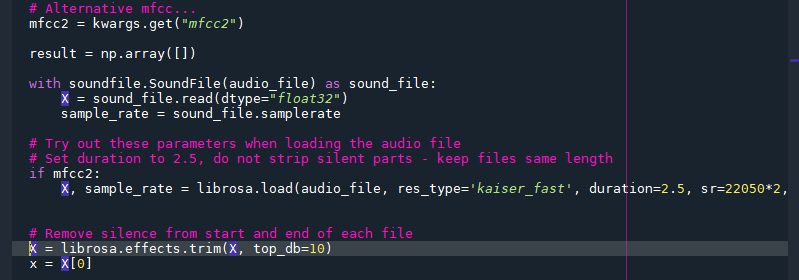 # Alternative mfcc...
mfcc2 = kwargs.get("mfcc2")
result = np.array([])
with soundfile.SoundFile(audio_file) as sound_file:
X = sound_file.read(dtype="float32")
sample_rate = sound_file.samplerate
# Try out these parameters when loading the audio file
# Set duration to 2.5, do not strip silent parts - keep files same length
if mfcc2:
X, sample_rate = librosa.load(audio_file, res_type='kaiser_fast', duration=2.5, sr=22050*2,
# Remove silence from start and end of each file
X = librosa.effects.trim(X, top_db=10)
x = X[0]